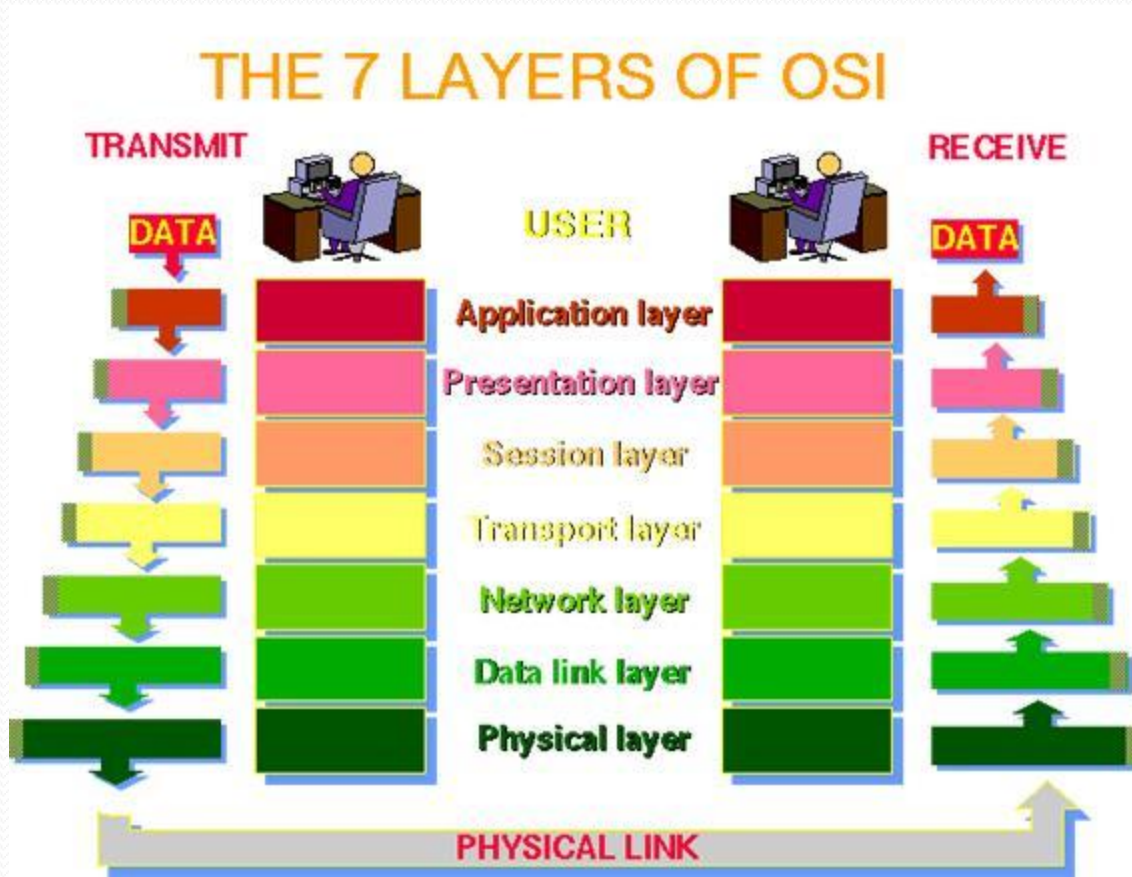 THE 7 LAYERS OF OSI
TRANSMIT
RECEIVE
USER
DATA
DATA
Application layer
Presentation layer
Session layer
Transport layer
Network layer
Data link layer
Physical layer
PHYSICAL LINK